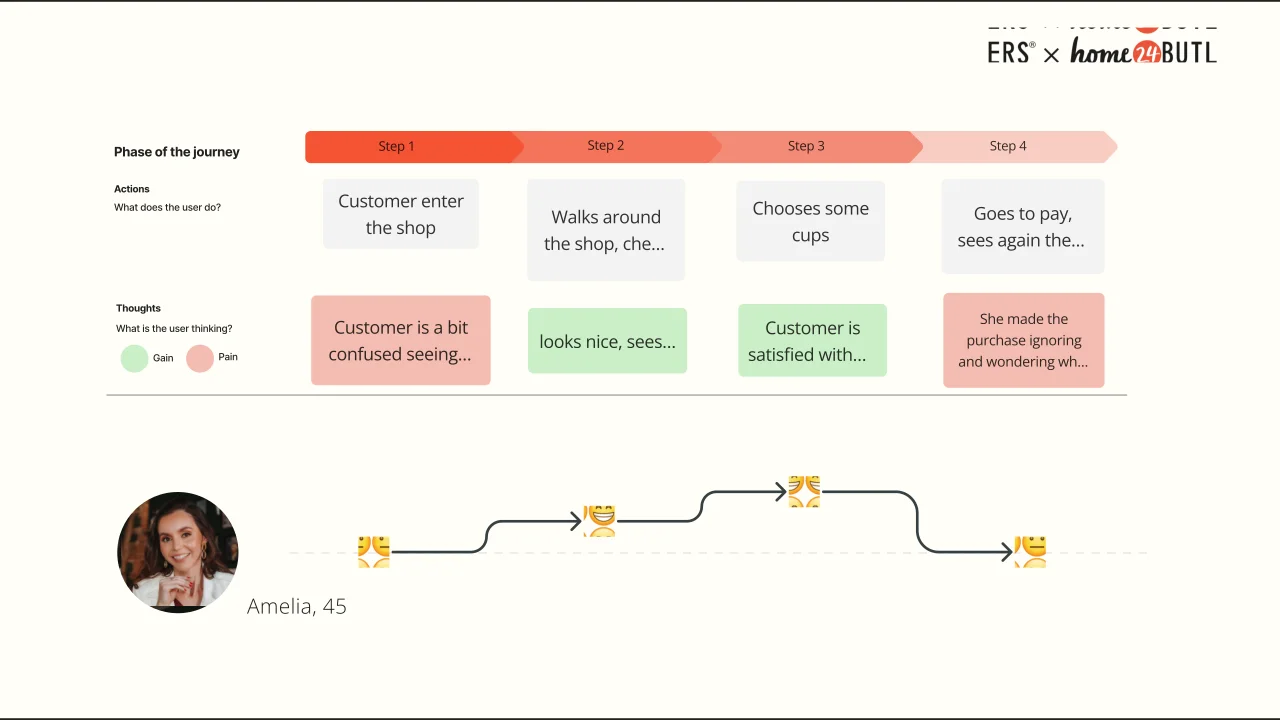 ERS® × home24BUTL
Phase of the journey
Step 1
Step 2
Step 3
Step 4
Actions
What does the user do?
Customer enter
the shop
Walks around
the shop, che...
Chooses some
cups
Goes to pay,
sees again the...
Thoughts
What is the user thinking?
Gain
Pain
Customer is a bit
confused seeing...
looks nice, sees...
Customer is
satisfied with...
She made the
purchase ignoring
and wondering wh...
Amelia, 45